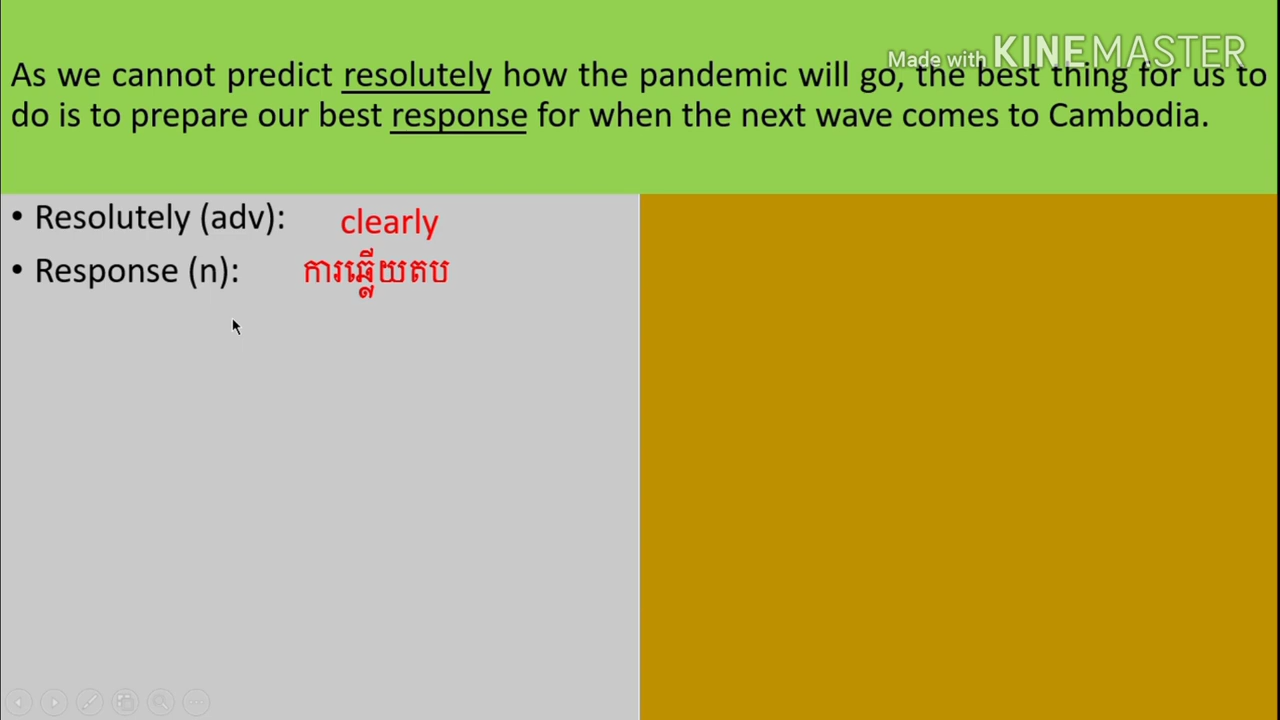 Made with KINEMASTER
As we cannot predict resolutely how the pandemic will go, the best thing for us to
do is to prepare our best response for when the next wave comes to Cambodia.
• Resolutely (adv): clearly
• Response (n): ការឆ្លើយតប